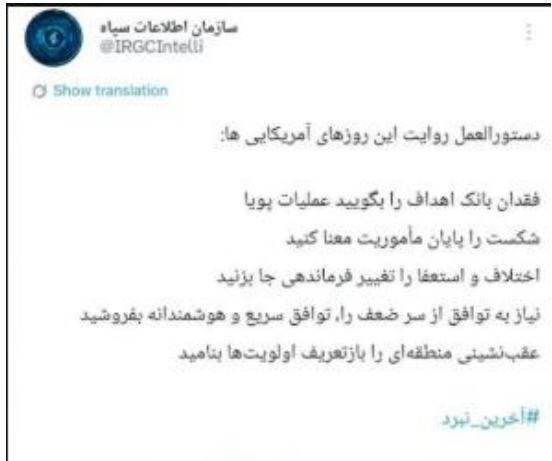 سازمان اطلاعات سپاه
@IRGCIntelli
Show translation
دستورالعمل روایت این روزهای آمریکایی ها:
فقدان بانک اهداف را بگویید عملیات پویا
شکست را پایان مأموریت معنا کنید
اختلاف و استعفا را تغییر فرماندهی جا بزنید
نیاز به توافق از سر ضعف را، توافق سریع و هوشمندانه بفروشید
عقب‌نشینی منطقه‌ای را بازتعریف اولویت‌ها بنامید
#آخرین_نبرد